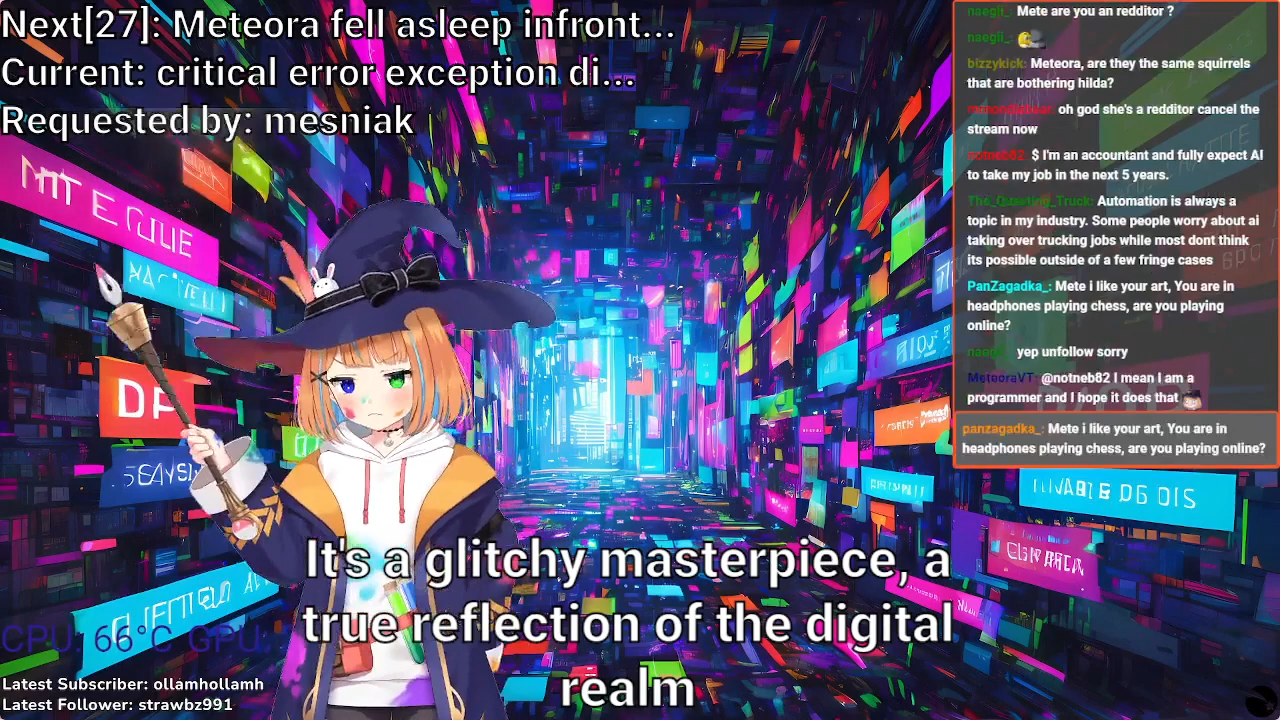 Next[27]: Meteora fell asleep infront...
Current: critical error exception di...
Requested by: mesniak
Mete are you an redditor ?
bizzykick: Meteora, are they the same squirrels
that are bothering hilda?
oh god she's a redditor cancel the
stream now
notneb82: $ I'm an accountant and fully expect AI
to take my job in the next 5 years.
Automation is always a
topic in my industry. Some people worry about ai
taking over trucking jobs while most dont think
its possible outside of a few fringe cases
PanZagadka_: Mete i like your art, You are in
headphones playing chess, are you playing
online?
yep unfollow sorry
MeteoraVT: @notneb82 I mean I am a
programmer and I hope it does that
panzagadka_: Mete i like your art, You are in
headphones playing chess, are you playing online?
DF
It's a glitchy masterpiece, a
true reflection of the digital
realm
CPU: 66°C GPU:
Latest Subscriber: ollamhollamh
Latest Follower: strawbz991